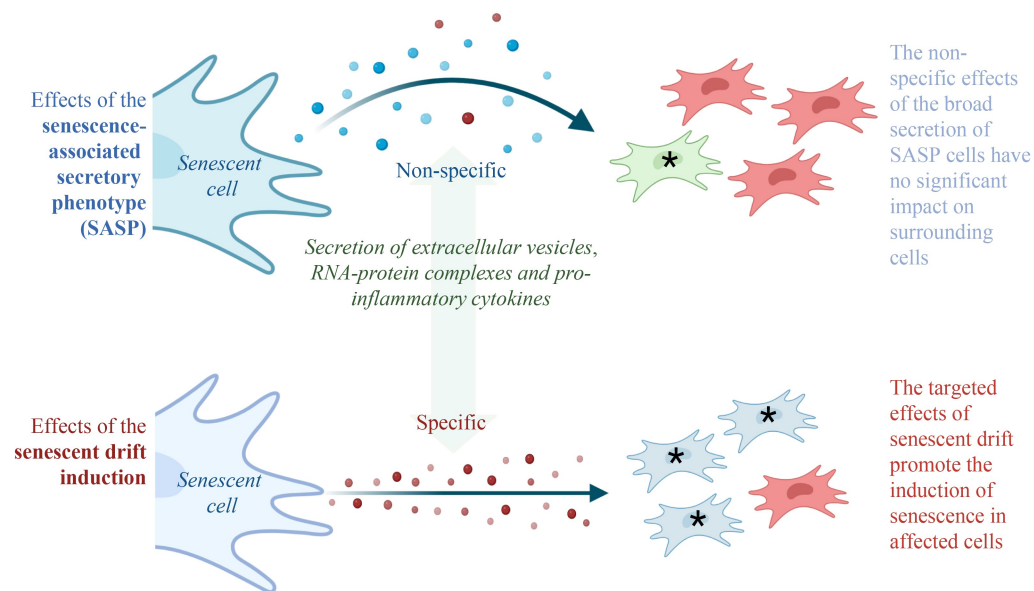 Effects of the
senescence-
associated
secretory
phenotype
(SASP)
Senescent
cell
Non-specific
*
The non-
specific effects
of the broad
secretion of
SASP cells have
no significant
impact on
surrounding
cells
Secretion of extracellular vesicles,
RNA-protein complexes and pro-
inflammatory cytokines
Effects of the
senescent drift
induction
Senescent
cell
Specific
*
*
*
The targeted
effects of
senescent drift
promote the
induction of
senescence in
affected cells